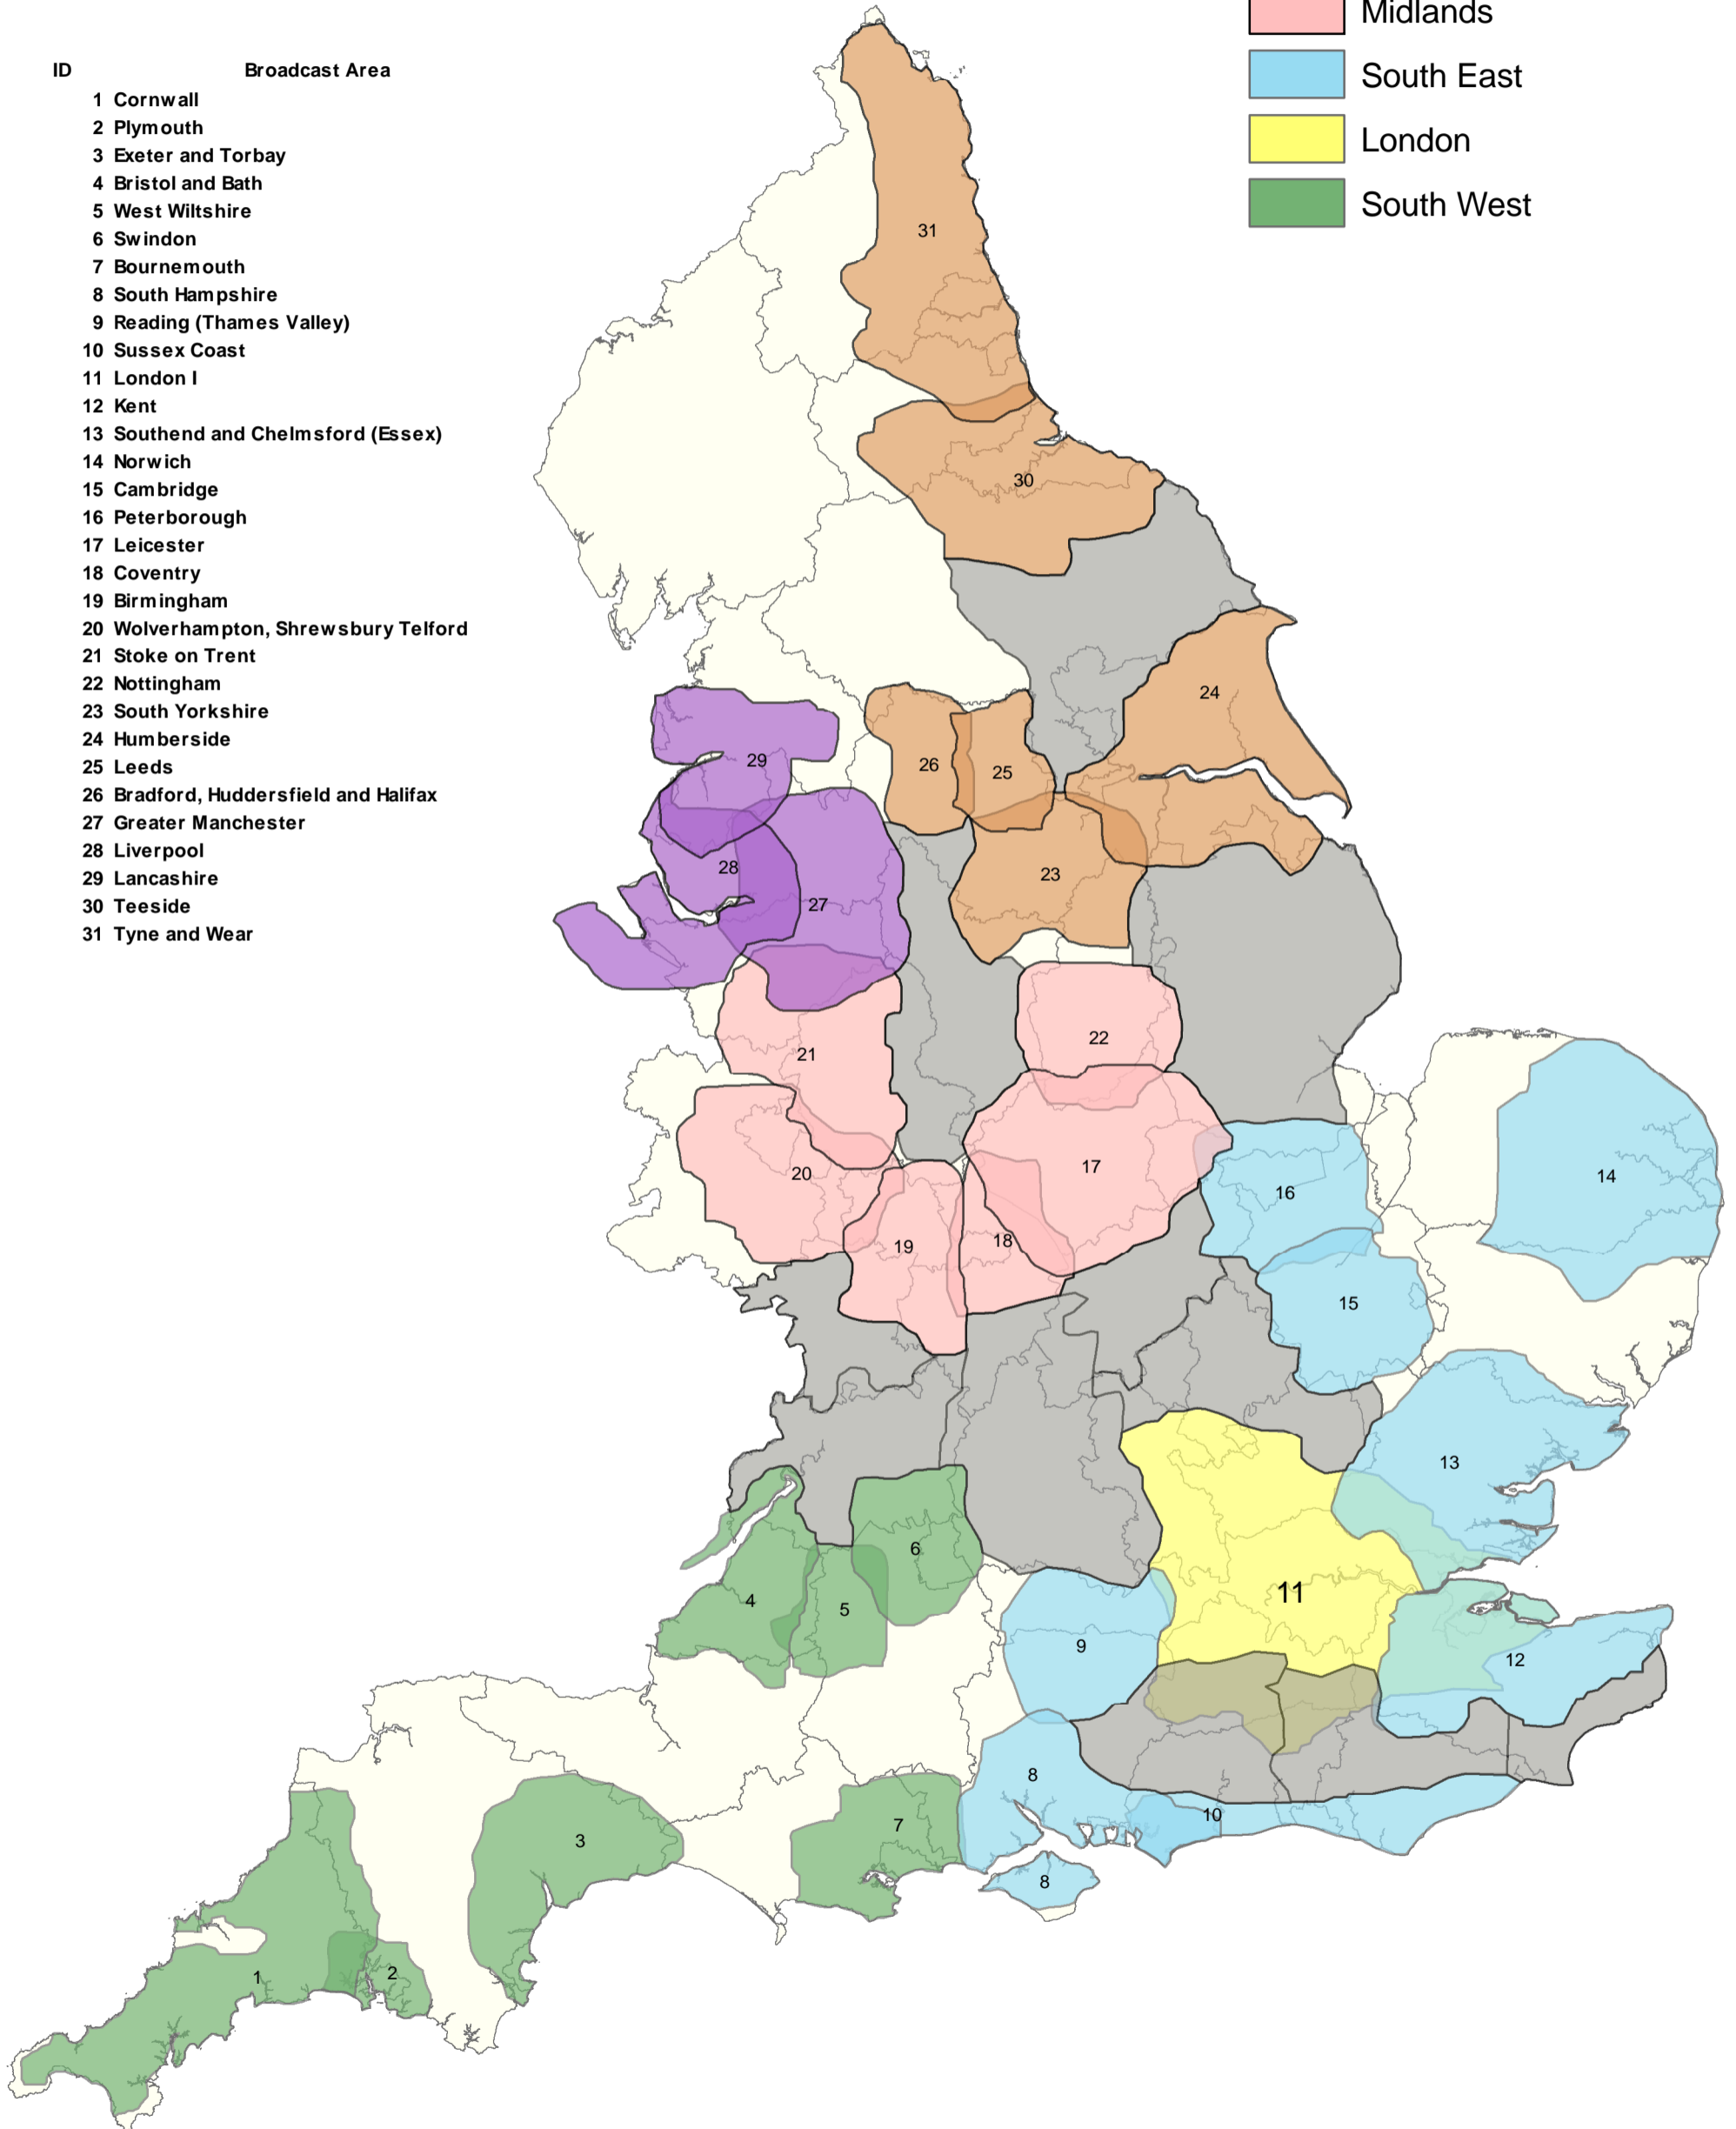 Midlands
South East
London
South West
ID Broadcast Area
1 Cornwall
2 Plymouth
3 Exeter and Torbay
4 Bristol and Bath
5 West Wiltshire
6 Swindon
7 Bournemouth
8 South Hampshire
9 Reading (Thames Valley)
10 Sussex Coast
11 London I
12 Kent
13 Southend and Chelmsford (Essex)
14 Norwich
15 Cambridge
16 Peterborough
17 Leicester
18 Coventry
19 Birmingham
20 Wolverhampton, Shrewsbury Telford
21 Stoke on Trent
22 Nottingham
23 South Yorkshire
24 Humberside
25 Leeds
26 Bradford, Huddersfield and Halifax
27 Greater Manchester
28 Liverpool
29 Lancashire
30 Teeside
31 Tyne and Wear
31
30
24
29
26
25
28
23
27
22
21
17
20
14
16
18
19
15
13
6
11
4
5
9
12
8
10
7
3
8
2
1